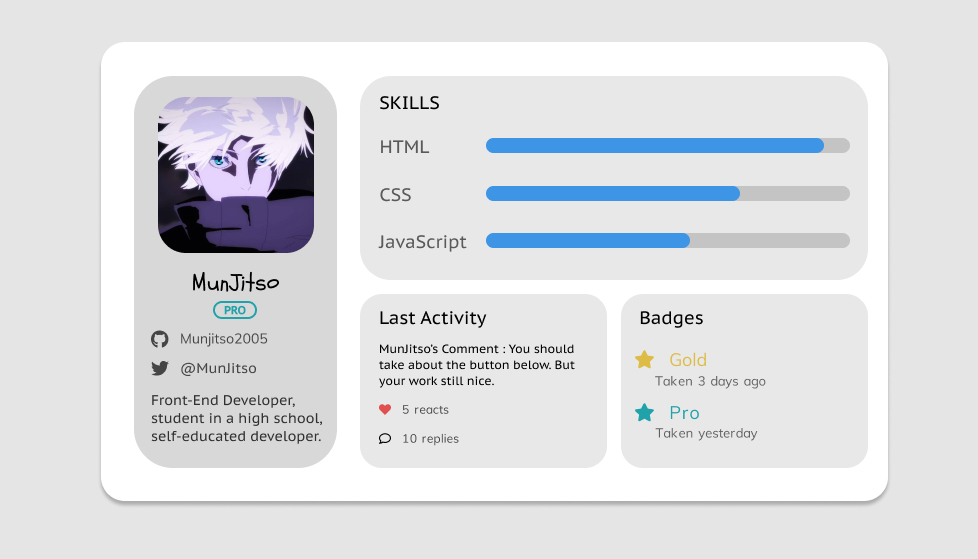 MunJitso
PRO
Munjitso2005
@MunJitso
Front-End Developer,
student in a high school,
self-educated developer.
SKILLS
HTML
CSS
JavaScript
Last Activity
MunJitso's Comment : You should
take about the button below. But
your work still nice.
5 reacts
10 replies
Badges
Gold
Taken 3 days ago
Pro
Taken yesterday